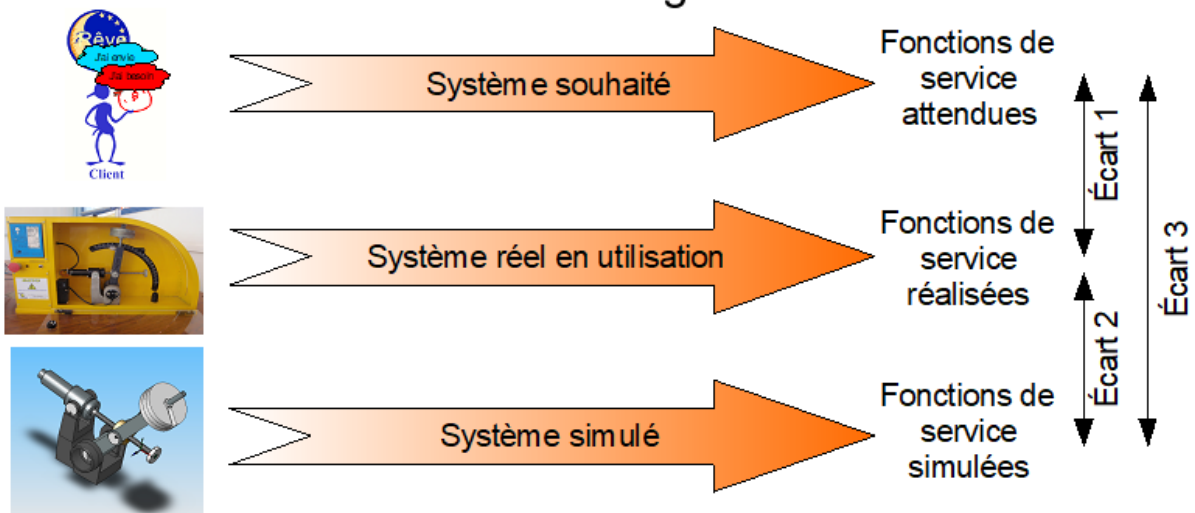 g
Rêve
J'ai envie
J'ai besoin
Client
Système souhaité
Fonctions de
service
attendues
Écart 1
Système réel en utilisation
Fonctions de
service
réalisées
Écart 2
Écart 3
Système simulé
Fonctions de
service
simulées